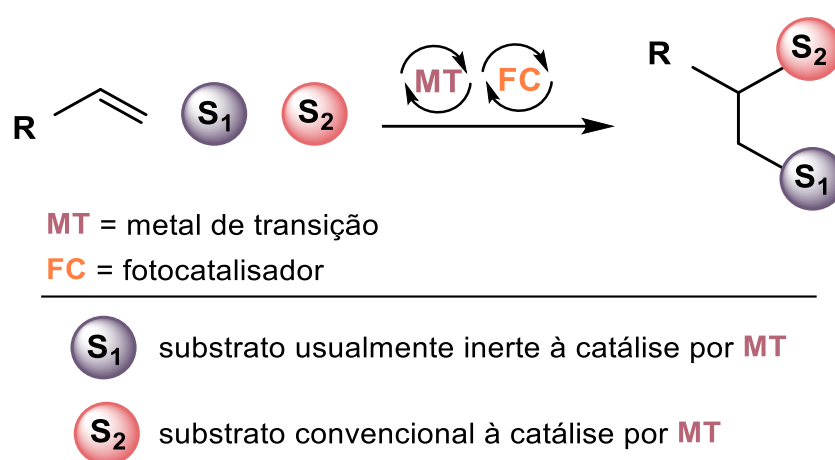 R S₁ S₂ MT FC R S₂
S₁
MT = metal de transição
FC = fotocatalisador
S₁ substrato usualmente inerte à catálise por MT
S₂ substrato convencional à catálise por MT